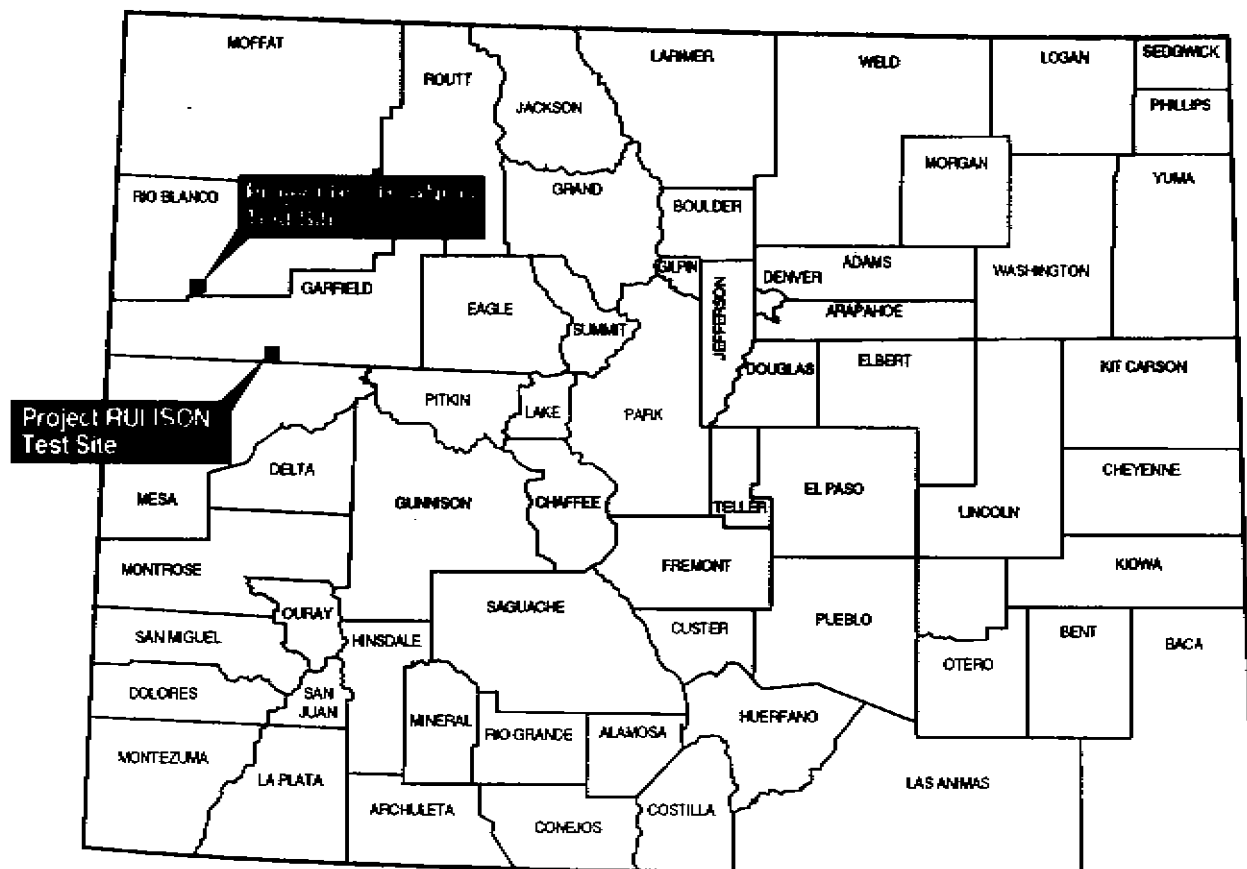 MOFFAT
ROUTT
JACKSON
LARIMER
WELD
LOGAN
SEDGWICK
PHILLIPS
MORGAN
YUMA
RIO BLANCO
Test Site
GRAND
BOULDER
GILPIN
JEFFERSON
DENVER
ADAMS
ARAPAHOE
WASHINGTON
GARFIELD
EAGLE
SUMMIT
DOUGLAS
ELBERT
KIT CARSON
Project RULISON
Test Site
PITKIN
LAKE
PARK
MESA
DELTA
GUNNISON
CHAFFEE
TELLER
EL PASO
LINCOLN
CHEYENNE
MONTROSE
FREMONT
KIOWA
OURAY
SAGUACHE
CUSTER
PUEBLO
SAN MIGUEL
HINSDALE
OTERO
BENT
BACA
DOLORES
SAN
JUAN
MINERAL
RIO GRANDE
ALAMOSA
HUERFANO
MONTEZUMA
LA PLATA
ARCHULETA
CONEJOS
COSTILLA
LAS ANIMAS